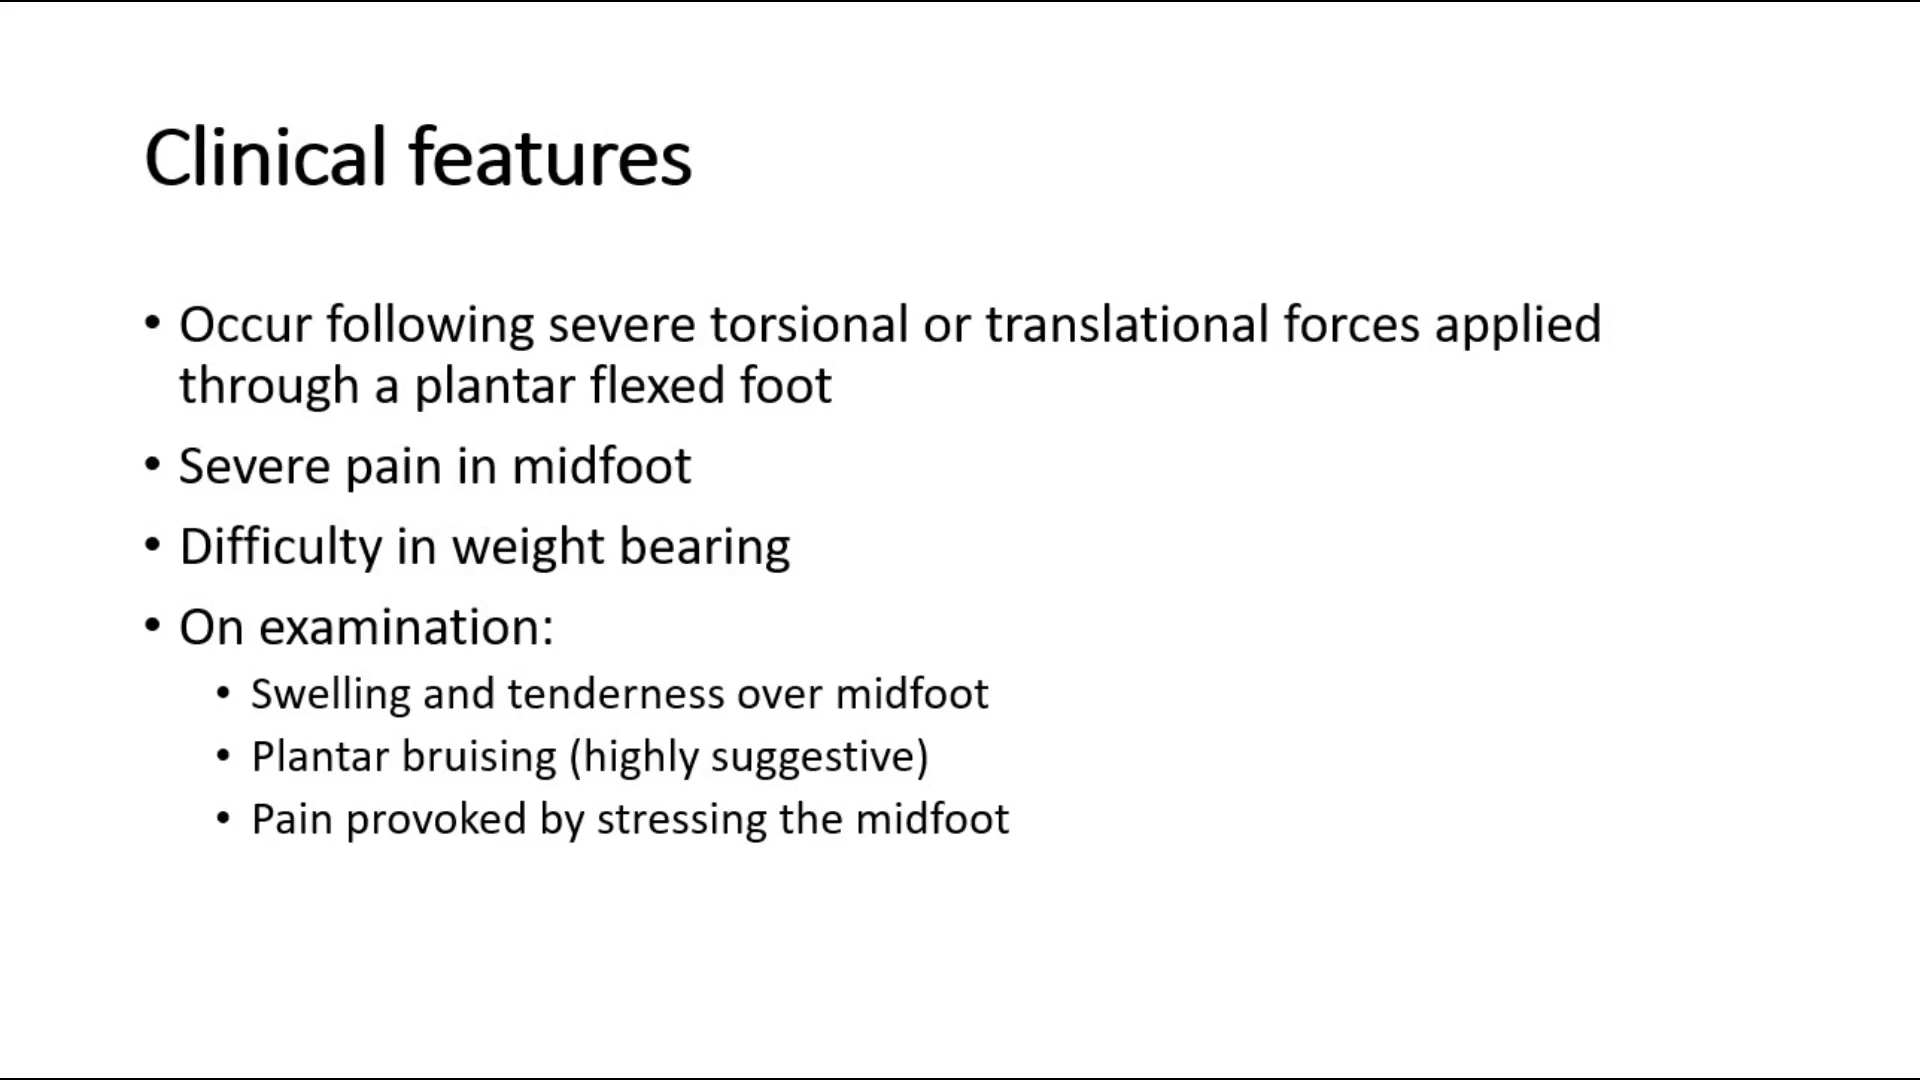 Clinical features
• Occur following severe torsional or translational forces applied
through a plantar flexed foot
• Severe pain in midfoot
• Difficulty in weight bearing
• On examination:
• Swelling and tenderness over midfoot
• Plantar bruising (highly suggestive)
• Pain provoked by stressing the midfoot